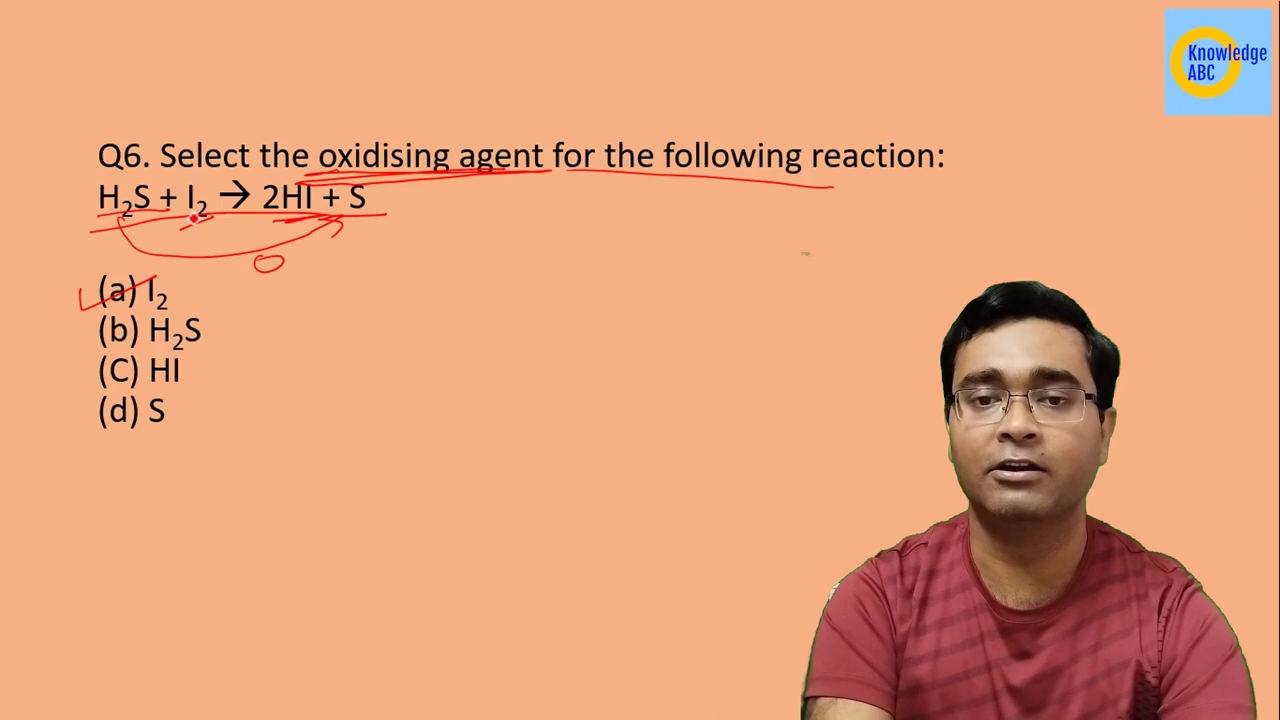 Knowledge
ABC
Q6. Select the oxidising agent for the following reaction:
H₂S + I₂ → 2HI + S
O
(a) I₂
(b) H₂S
(C) HI
(d) S